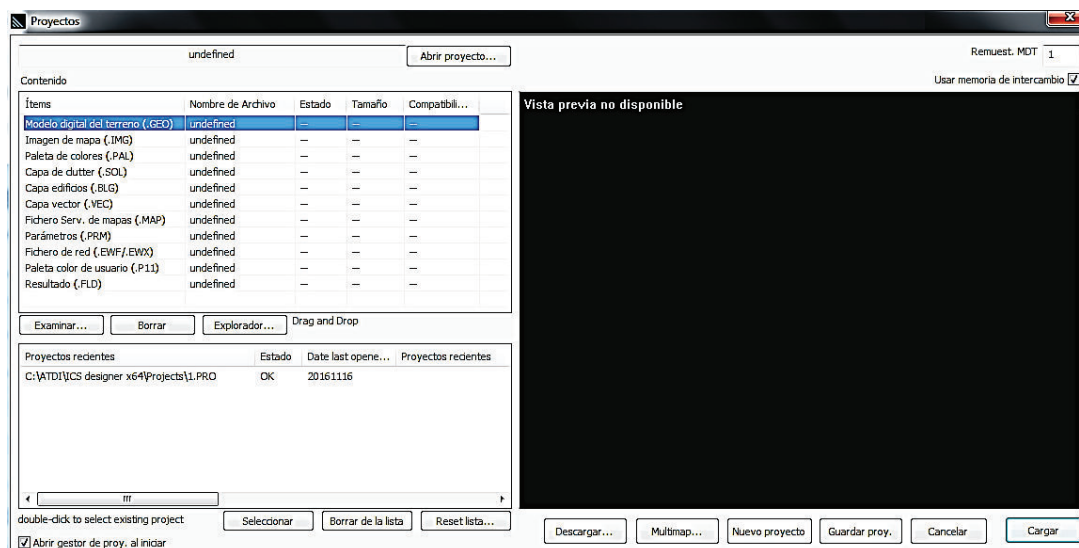 Proyectos
undefined Abrir proyecto... Remuest. MDT 1
Contenido Usar memoria de intercambio
Ítems Nombre de Archivo Estado Tamaño Compatibili...
Modelo digital del terreno (.GEO) undefined -- -- --
Imagen de mapa (.IMG) undefined -- -- --
Paleta de colores (.PAL) undefined -- -- --
Capa de clutter (.SOL) undefined -- -- --
Capa edificios (.BLG) undefined -- -- --
Capa vector (.VEC) undefined -- -- --
Fichero Serv. de mapas (.MAP) undefined -- -- --
Parámetros (.PRM) undefined -- -- --
Fichero de red (.EWF/.EWX) undefined -- -- --
Paleta color de usuario (.P11) undefined -- -- --
Resultado (.FLD) undefined -- -- --
Vista previa no disponible
Examinar... Borrar Explorador... Drag and Drop
Proyectos recientes Estado Date last opene... Proyectos recientes
C:\ATDI\ICS designer x64\Projects\1.PRO OK 20161116
double-click to select existing project Seleccionar Borrar de la lista Reset lista...
Abrir gestor de proy. al iniciar
Descargar... Multimap... Nuevo proyecto Guardar proy. Cancelar Cargar